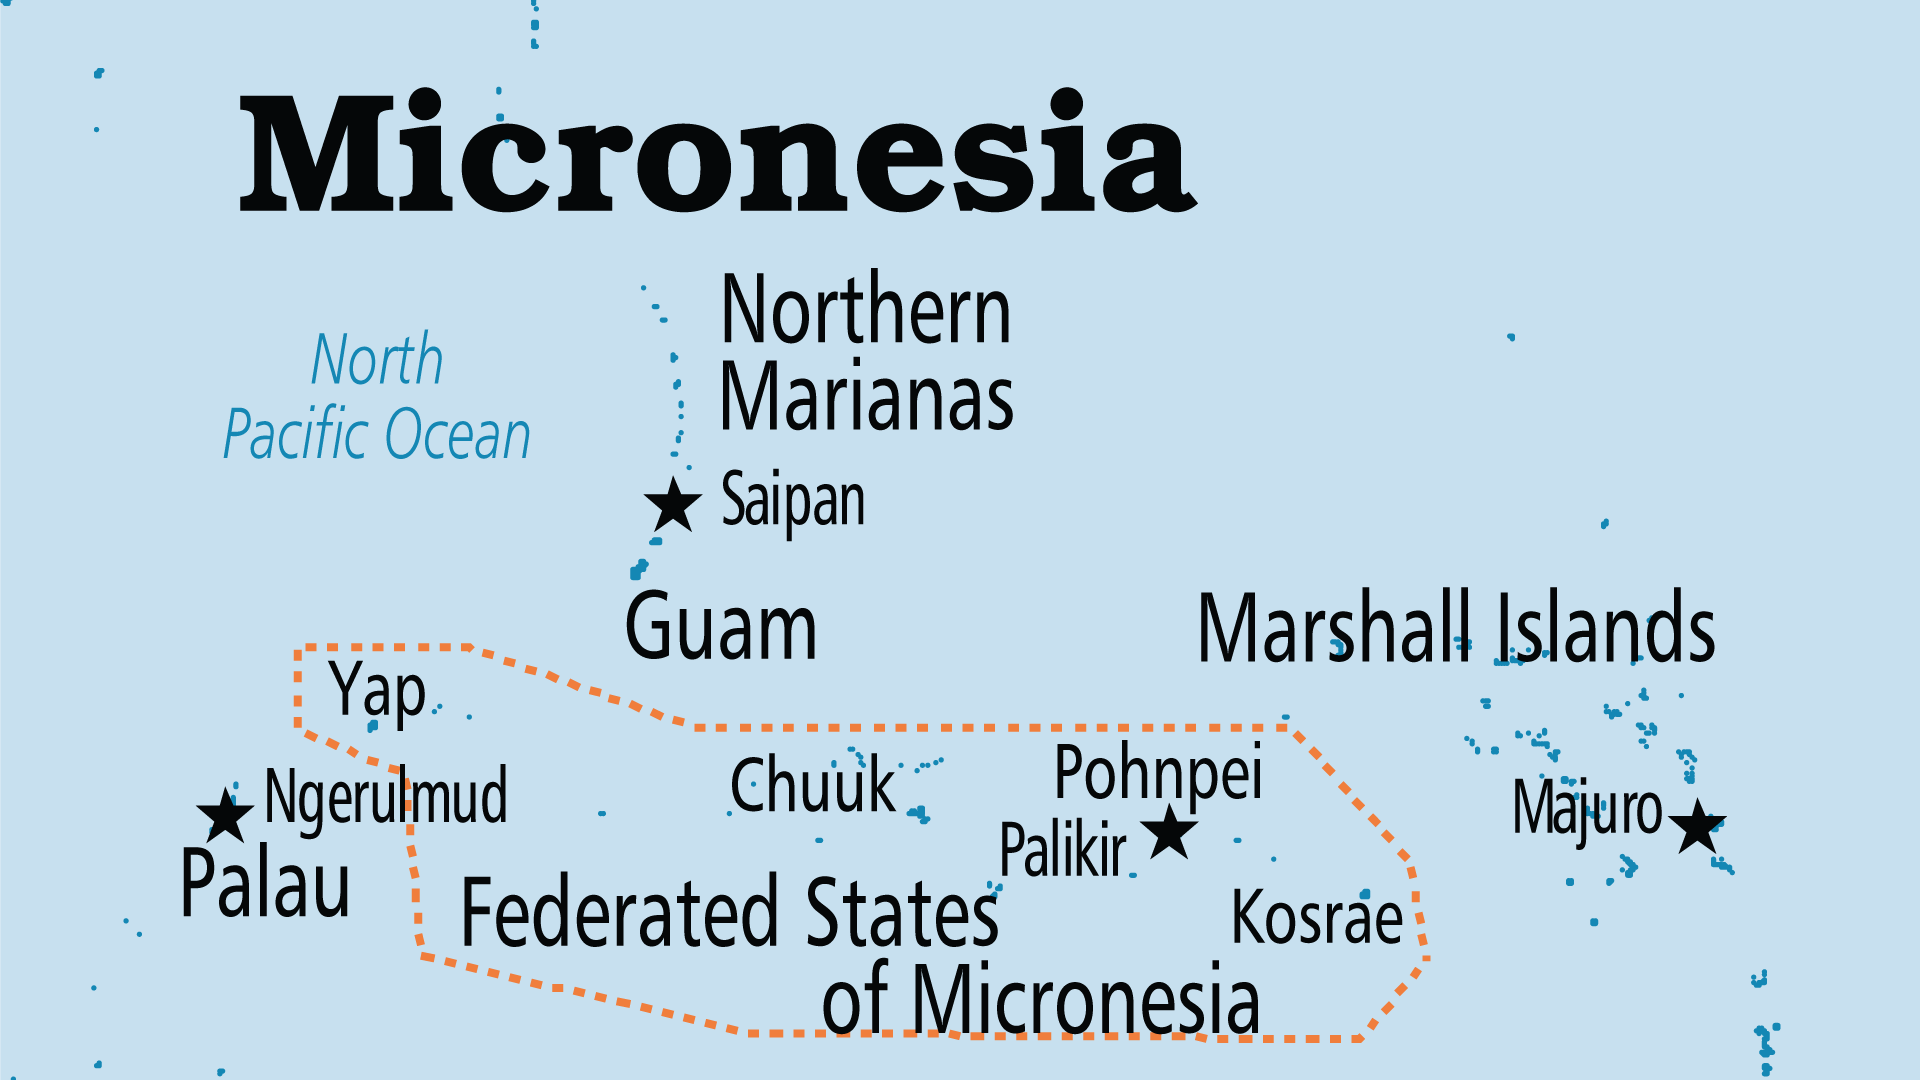 Micronesia
Northern
Marianas
North
Pacific Ocean
Saipan
Guam
Marshall Islands
Yap
Ngerulmud
Palau
Chuuk
Pohnpei
Palikir
Majuro
Federated States
of Micronesia
Kosrae